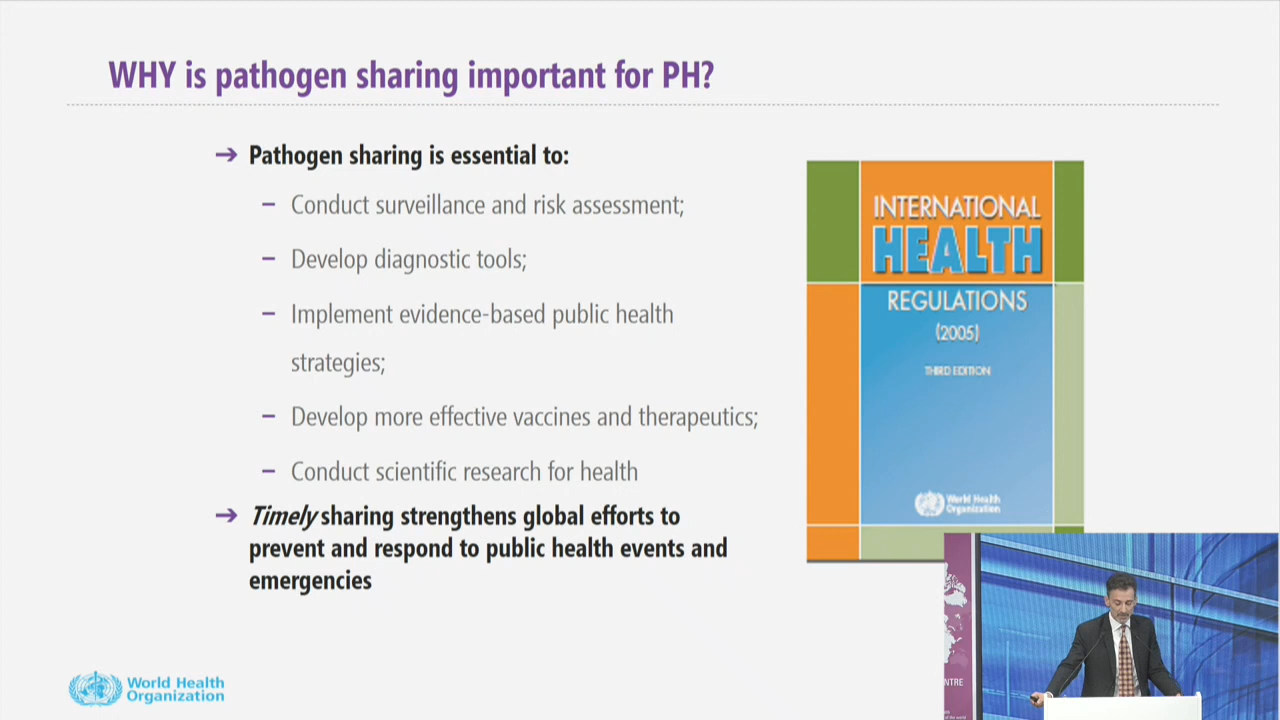 WHY is pathogen sharing important for PH?
➔ Pathogen sharing is essential to:
– Conduct surveillance and risk assessment;
– Develop diagnostic tools;
– Implement evidence-based public health
strategies;
– Develop more effective vaccines and therapeutics;
– Conduct scientific research for health
➔ Timely sharing strengthens global efforts to
prevent and respond to public health events and
emergencies
INTERNATIONAL
HEALTH
REGULATIONS
(2005)
THIRD EDITION
World Health
Organization
World Health
Organization